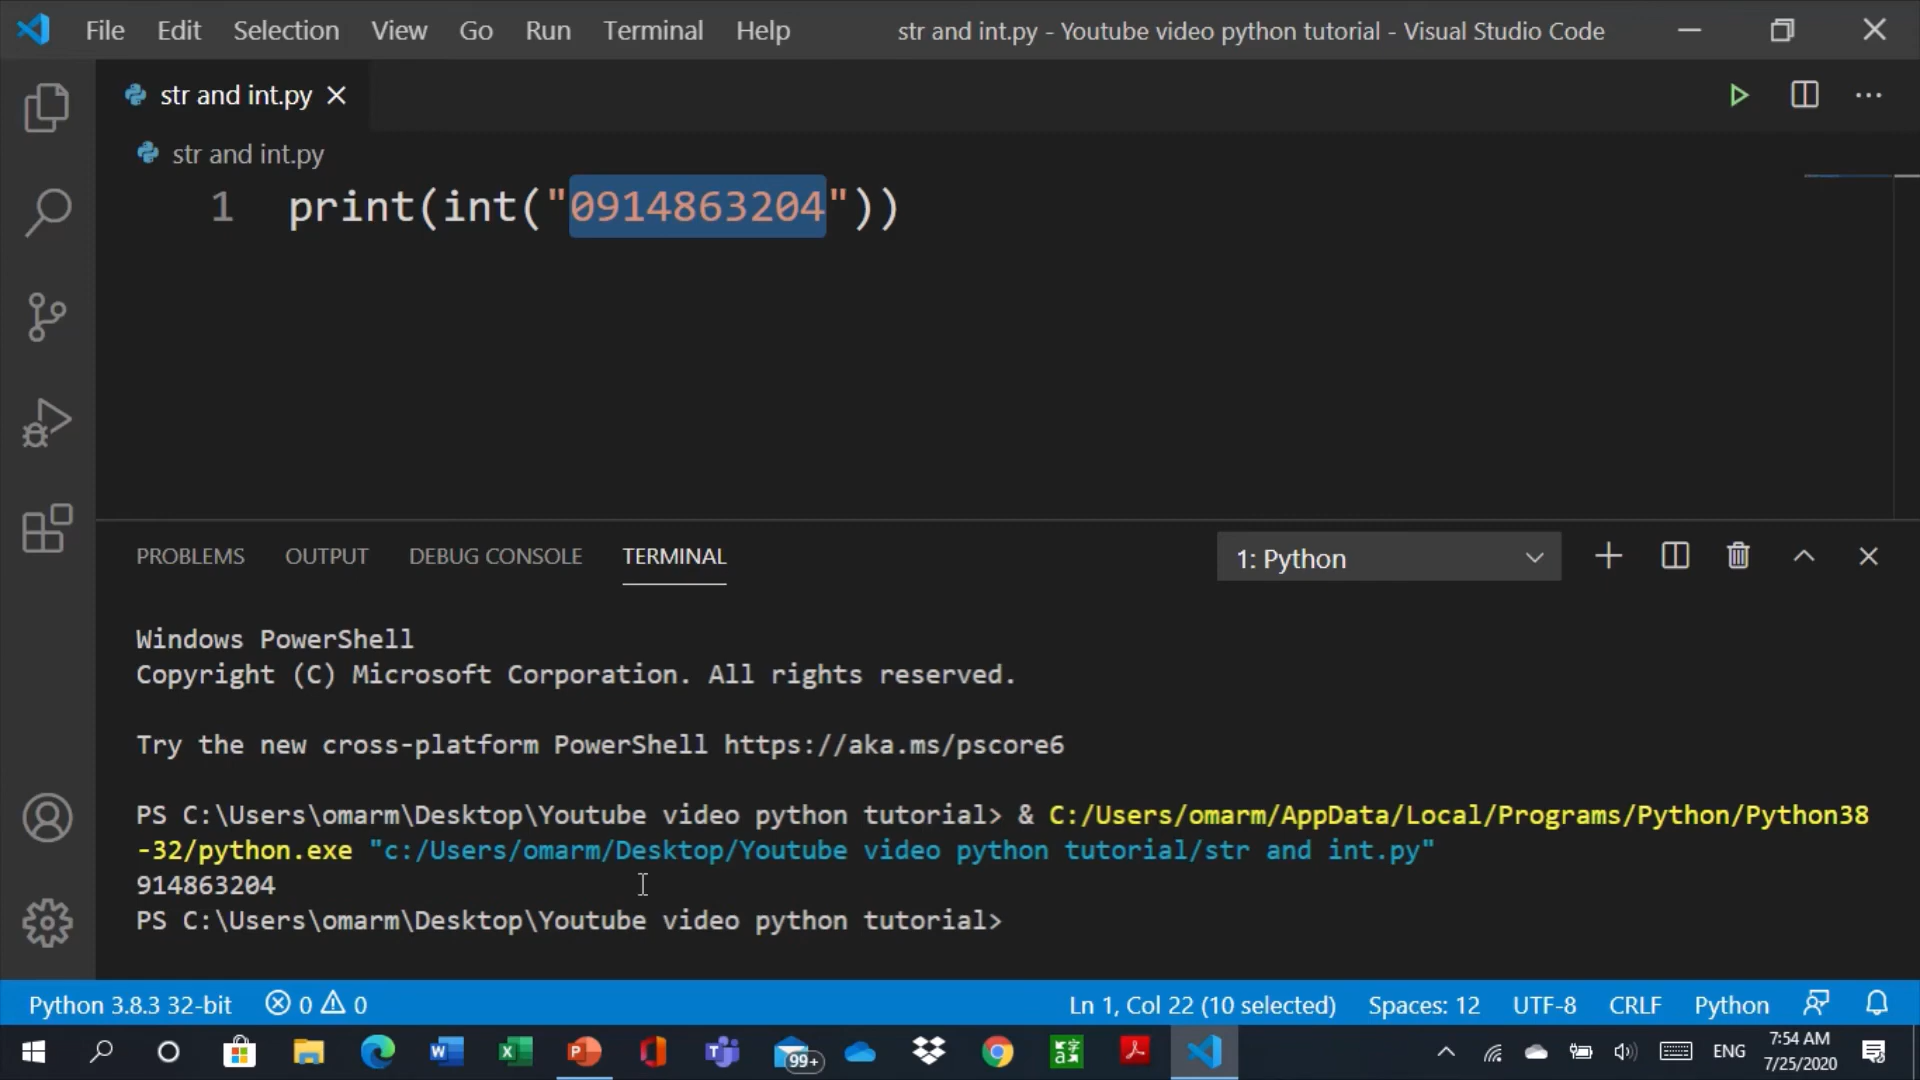 File Edit Selection View Go Run Terminal Help str and int.py - Youtube video python tutorial - Visual Studio Code
str and int.py
str and int.py
1 print(int("0914863204"))
PROBLEMS OUTPUT DEBUG CONSOLE TERMINAL 1: Python
Windows PowerShell
Copyright (C) Microsoft Corporation. All rights reserved.
Try the new cross-platform PowerShell https://aka.ms/pscore6
PS C:\Users\omarm\Desktop\Youtube video python tutorial> & C:/Users/omarm/AppData/Local/Programs/Python/Python38
-32/python.exe "c:/Users/omarm/Desktop/Youtube video python tutorial/str and int.py"
914863204
PS C:\Users\omarm\Desktop\Youtube video python tutorial>
Python 3.8.3 32-bit 0 0 Ln 1, Col 22 (10 selected) Spaces: 12 UTF-8 CRLF Python
99+ ENG 7:54 AM
7/25/2020